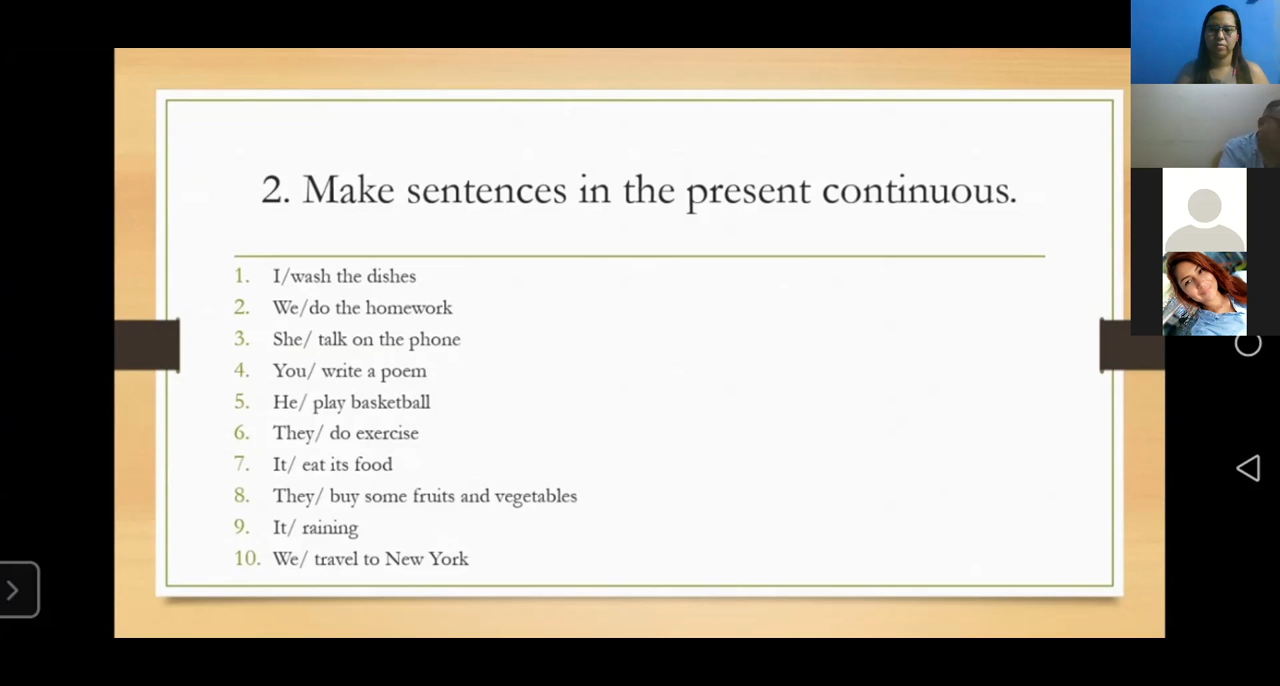 2. Make sentences in the present continuous.
1. I/wash the dishes
2. We/do the homework
3. She/ talk on the phone
4. You/ write a poem
5. He/ play basketball
6. They/ do exercise
7. It/ eat its food
8. They/ buy some fruits and vegetables
9. It/ raining
10. We/ travel to New York